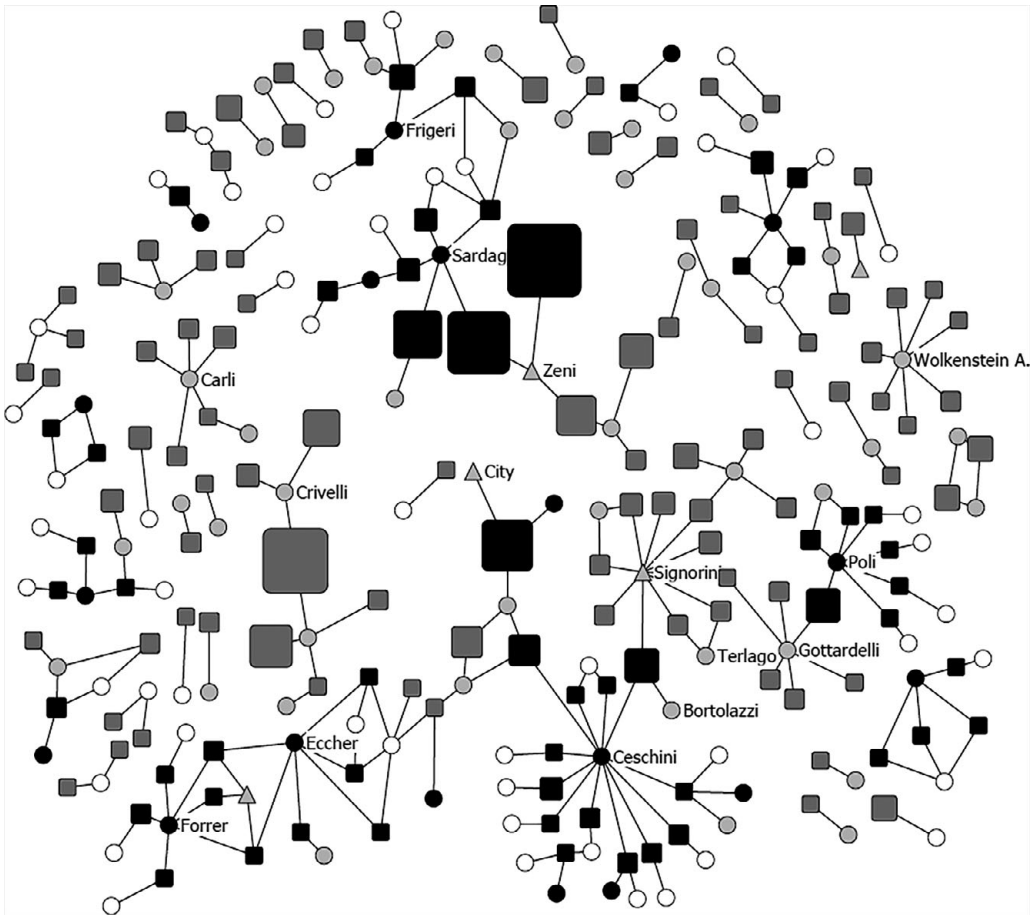 Frigeri
Sardag
Zeni
Carli
Wolkenstein A.
City
Crivelli
Signorini
Poli
Terlago
Gottardelli
Bortolazzi
Eccher
Ceschini
Forrer